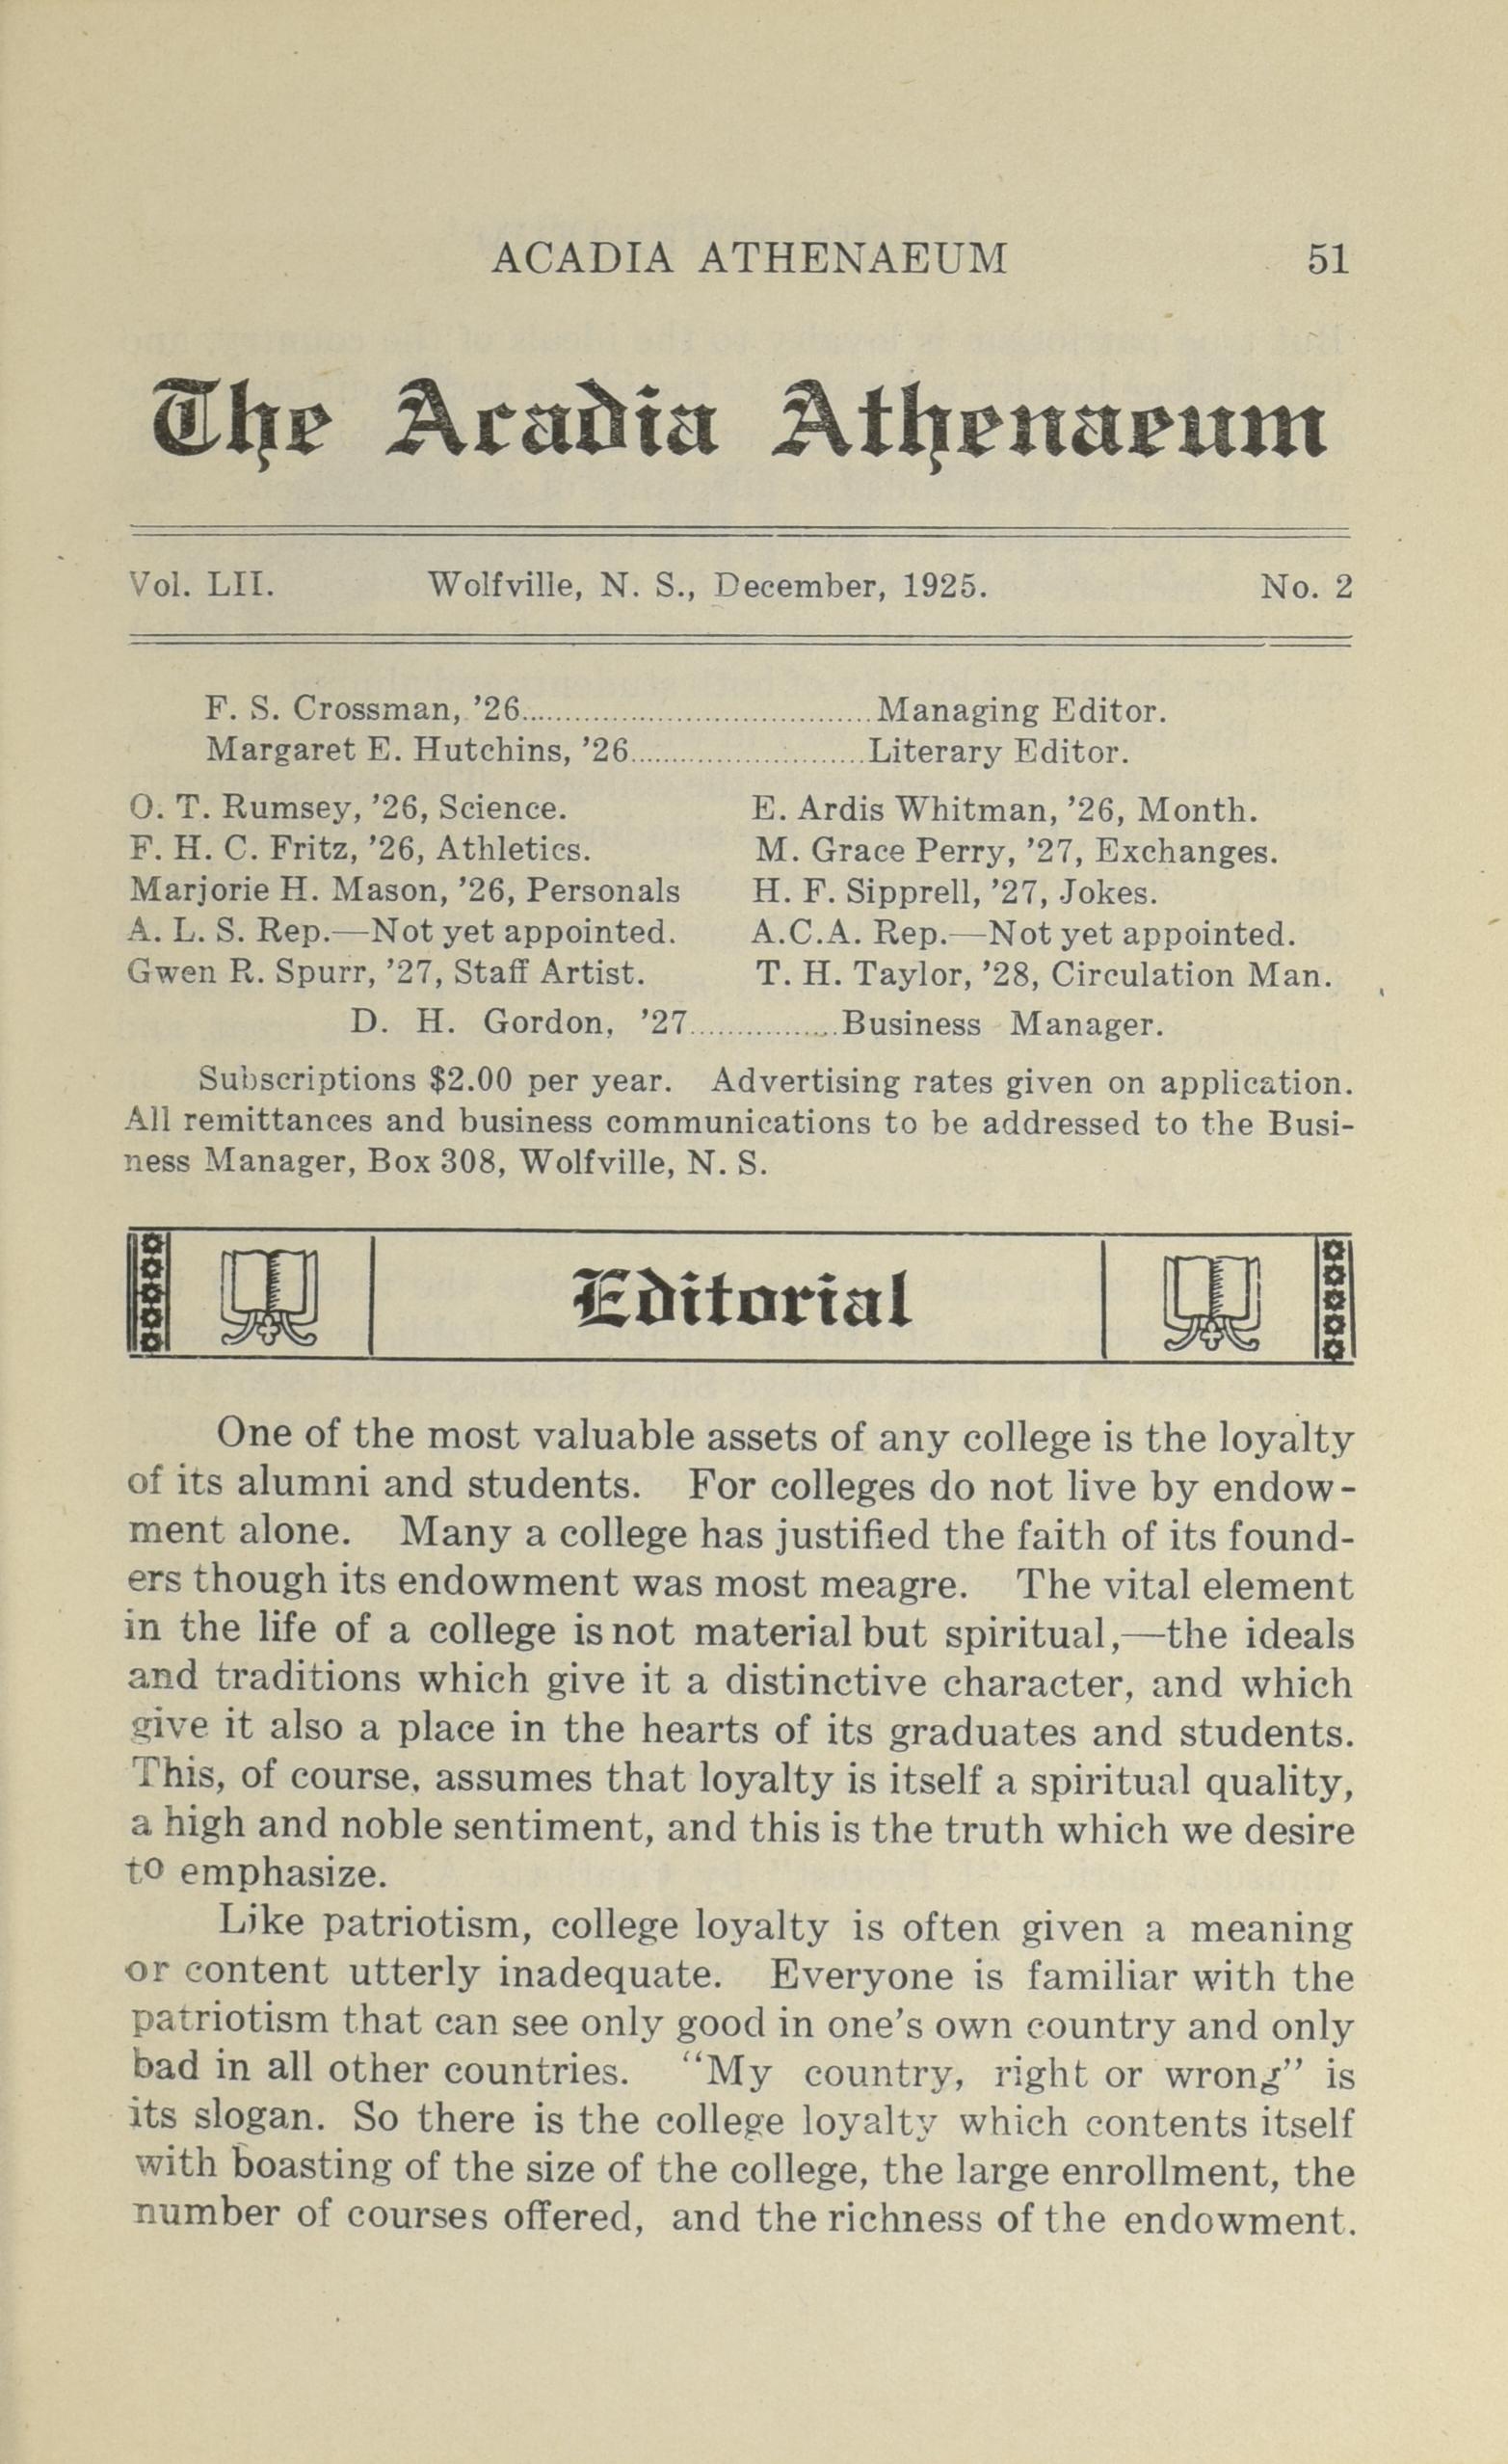 ACADIA ATHENAEUM 51
The Acadia Athenaeum
Vol. LII. Wolfville, N. S., December, 1925. No. 2
F. S. Crossman, '26..........Managing Editor.
Margaret E. Hutchins, '26..........Literary Editor.
O. T. Rumsey, '26, Science. E. Ardis Whitman, '26, Month.
F. H. C. Fritz, '26, Athletics. M. Grace Perry, '27, Exchanges.
Marjorie H. Mason, '26, Personals H. F. Sipprell, '27, Jokes.
A. L. S. Rep.—Not yet appointed. A.C.A. Rep.—Not yet appointed.
Gwen R. Spurr, '27, Staff Artist. T. H. Taylor, '28, Circulation Man.
D. H. Gordon, '27..........Business Manager.
Subscriptions $2.00 per year. Advertising rates given on application.
All remittances and business communications to be addressed to the Busi-
ness Manager, Box 308, Wolfville, N. S.
Editorial
One of the most valuable assets of any college is the loyalty
of its alumni and students. For colleges do not live by endow-
ment alone. Many a college has justified the faith of its found-
ers though its endowment was most meagre. The vital element
in the life of a college is not material but spiritual,—the ideals
and traditions which give it a distinctive character, and which
give it also a place in the hearts of its graduates and students.
This, of course, assumes that loyalty is itself a spiritual quality,
a high and noble sentiment, and this is the truth which we desire
to emphasize.
Like patriotism, college loyalty is often given a meaning
or content utterly inadequate. Everyone is familiar with the
patriotism that can see only good in one's own country and only
bad in all other countries. "My country, right or wrong" is
its slogan. So there is the college loyalty which contents itself
with boasting of the size of the college, the large enrollment, the
number of courses offered, and the richness of the endowment.